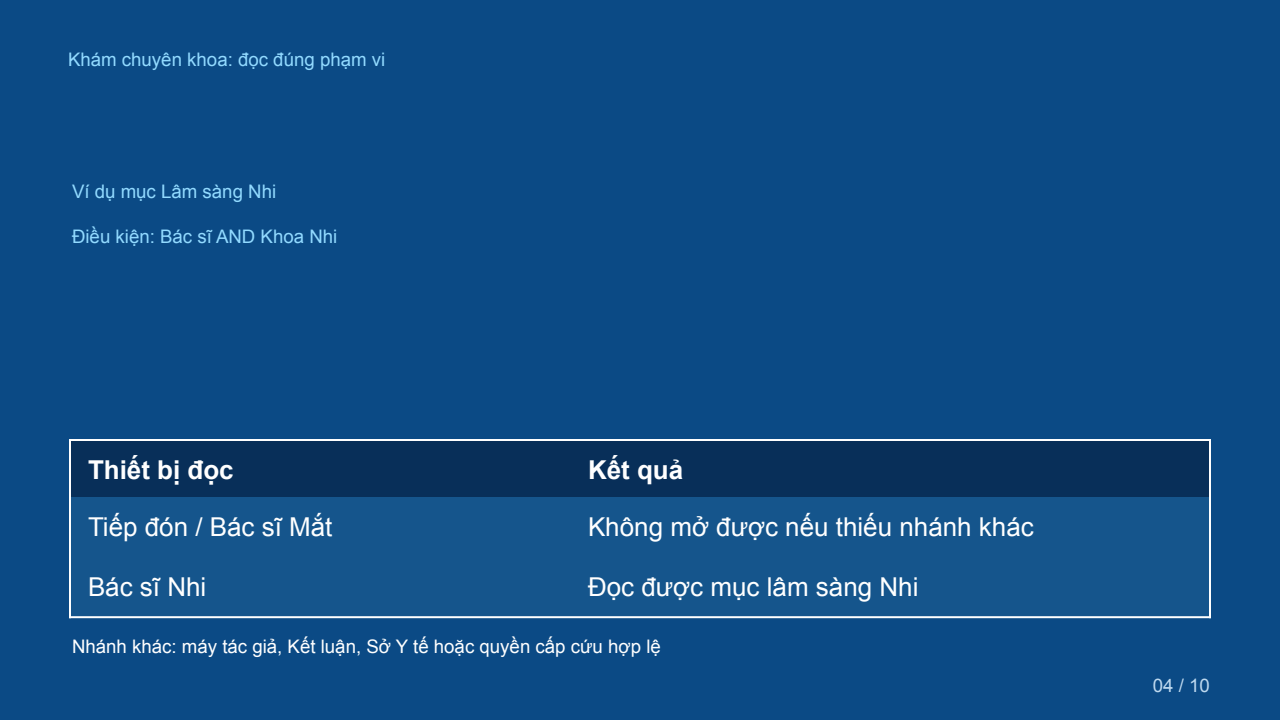 Khám chuyên khoa: đọc đúng phạm vi
Ví dụ mục Lâm sàng Nhi
Điều kiện: Bác sĩ AND Khoa Nhi
Thiết bị đọc Kết quả
Tiếp đón / Bác sĩ Mắt Không mở được nếu thiếu nhánh khác
Bác sĩ Nhi Đọc được mục lâm sàng Nhi
Nhánh khác: máy tác giả, Kết luận, Sở Y tế hoặc quyền cấp cứu hợp lệ
04 / 10